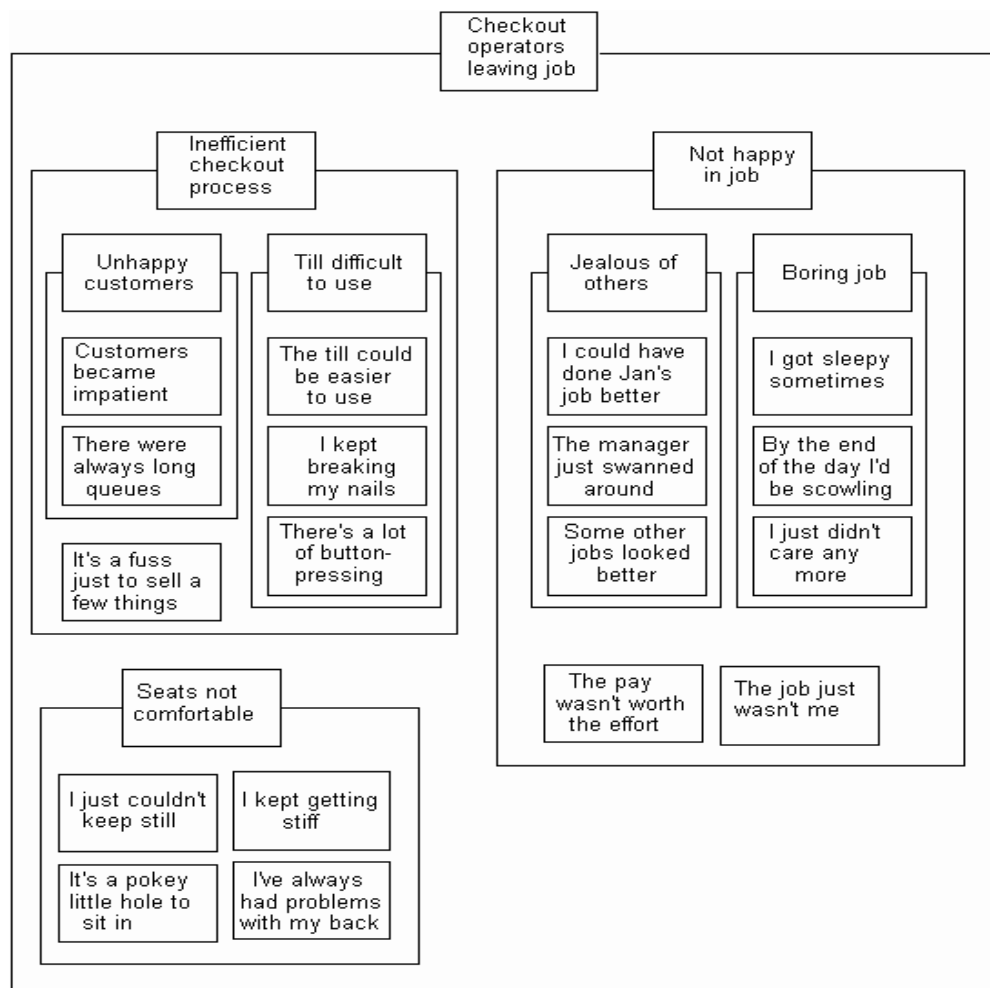 Checkout
operators
leaving job
Inefficient
checkout
process
Unhappy
customers
Customers
became
impatient
There were
always long
queues
It's a fuss
just to sell a
few things
Till difficult
to use
The till could
be easier
to use
I kept
breaking
my nails
There's a lot
of button-
pressing
Not happy
in job
Jealous of
others
I could have
done Jan's
job better
The manager
just swanned
around
Some other
jobs looked
better
Boring job
I got sleepy
sometimes
By the end
of the day I'd
be scowling
I just didn't
care any
more
The pay
wasn't worth
the effort
The job just
wasn't me
Seats not
comfortable
I just couldn't
keep still
I kept getting
stiff
It's a pokey
little hole to
sit in
I've always
had problems
with my back